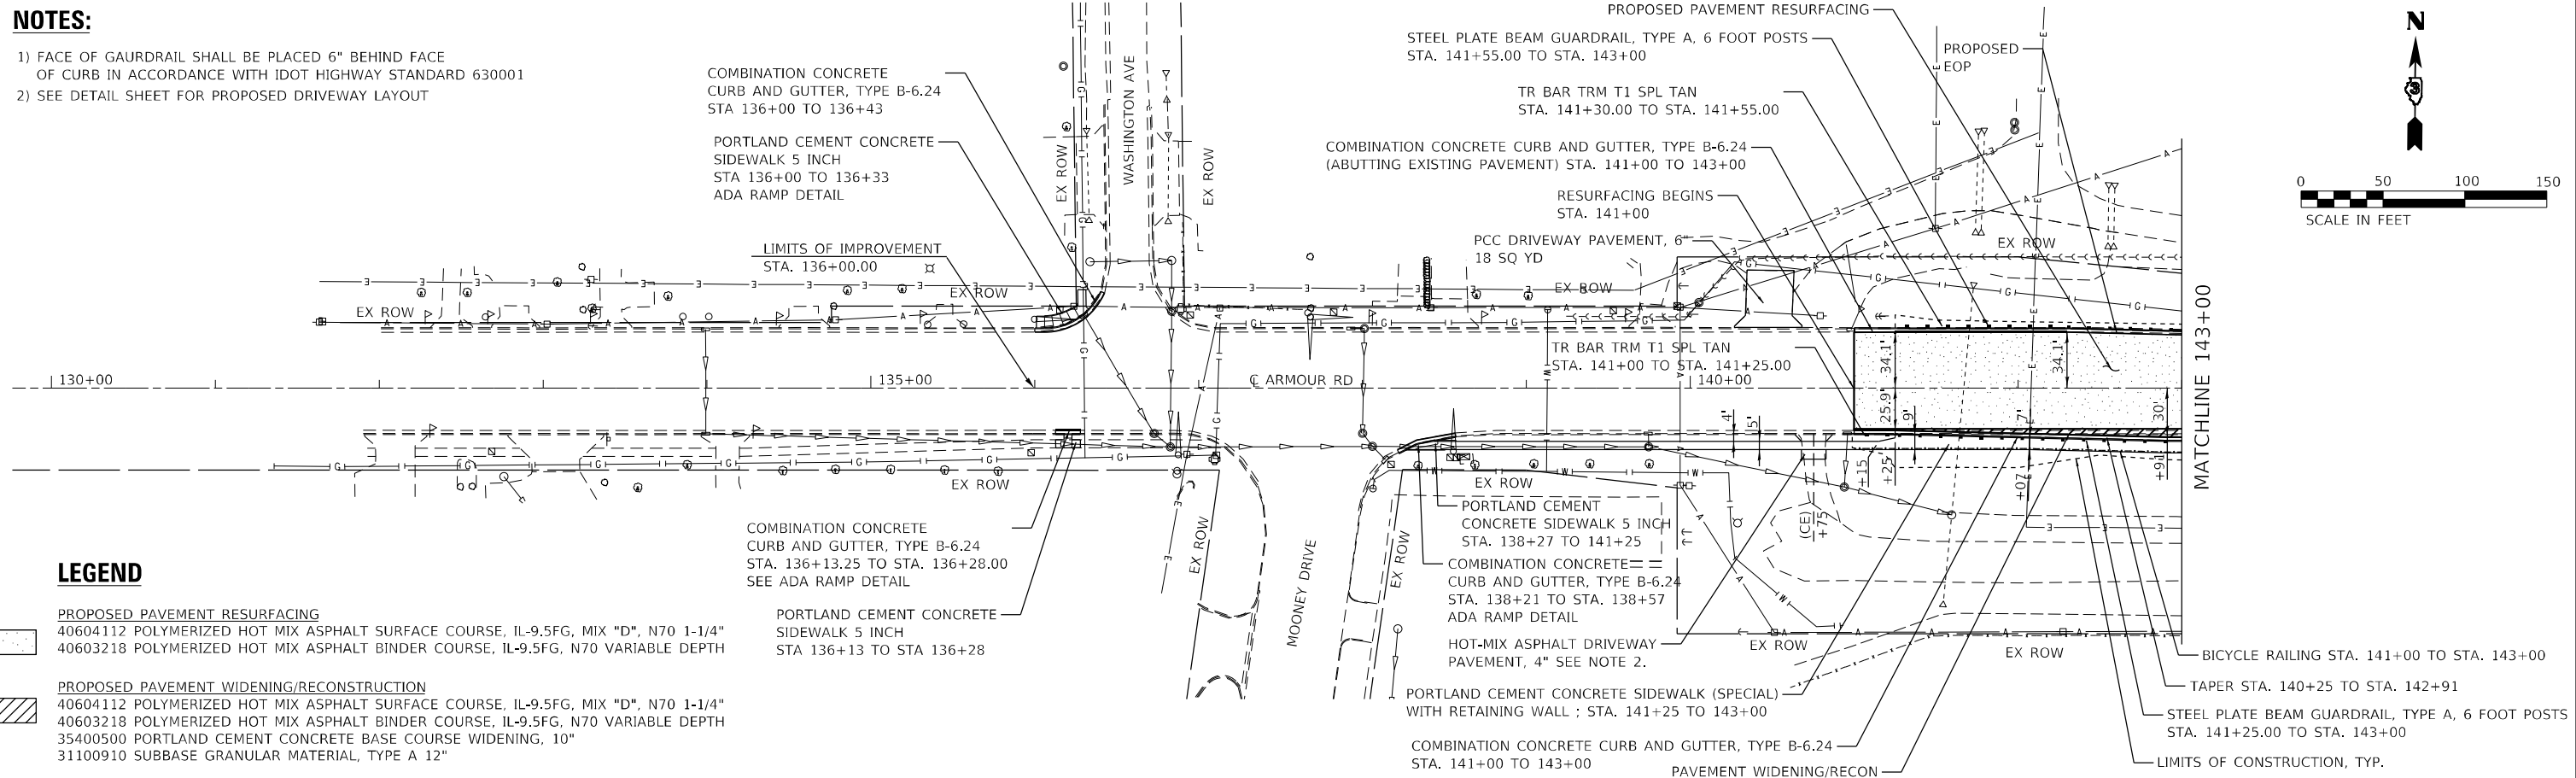 NOTES:
1) FACE OF GAURDRAIL SHALL BE PLACED 6" BEHIND FACE
OF CURB IN ACCORDANCE WITH IDOT HIGHWAY STANDARD 630001
2) SEE DETAIL SHEET FOR PROPOSED DRIVEWAY LAYOUT
COMBINATION CONCRETE
CURB AND GUTTER, TYPE B-6.24
STA 136+00 TO 136+43
PORTLAND CEMENT CONCRETE
SIDEWALK 5 INCH
STA 136+00 TO 136+33
ADA RAMP DETAIL
LIMITS OF IMPROVEMENT
STA. 136+00.00
EX ROW
WASHINGTON AVE
EX ROW
PROPOSED PAVEMENT RESURFACING
STEEL PLATE BEAM GUARDRAIL, TYPE A, 6 FOOT POSTS
STA. 141+55.00 TO STA. 143+00
TR BAR TRM T1 SPL TAN
STA. 141+30.00 TO STA. 141+55.00
COMBINATION CONCRETE CURB AND GUTTER, TYPE B-6.24
(ABUTTING EXISTING PAVEMENT) STA. 141+00 TO 143+00
RESURFACING BEGINS
STA. 141+00
PCC DRIVEWAY PAVEMENT, 6"
18 SQ YD
PROPOSED
EOP
N
3
0 50 100 150
SCALE IN FEET
EX ROW
EX ROW
EX ROW
EX ROW
TR BAR TRM T1 SPL TAN
STA. 141+00 TO STA. 141+25.00
130+00
135+00
℄ ARMOUR RD
140+00
34.1'
34.1'
25.9'
9'
7'
30'
4'
5'
+15
+25
+07
+91
MATCHLINE 143+00
EX ROW
EX ROW
EX ROW
MOONEY DRIVE
EX ROW
(CE)
+75
COMBINATION CONCRETE
CURB AND GUTTER, TYPE B-6.24
STA. 136+13.25 TO STA. 136+28.00
SEE ADA RAMP DETAIL
PORTLAND CEMENT CONCRETE
SIDEWALK 5 INCH
STA 136+13 TO STA 136+28
PORTLAND CEMENT
CONCRETE SIDEWALK 5 INCH
STA. 138+27 TO 141+25
COMBINATION CONCRETE
CURB AND GUTTER, TYPE B-6.24
STA. 138+21 TO STA. 138+57
ADA RAMP DETAIL
HOT-MIX ASPHALT DRIVEWAY
PAVEMENT, 4" SEE NOTE 2.
EX ROW
EX ROW
PORTLAND CEMENT CONCRETE SIDEWALK (SPECIAL)
WITH RETAINING WALL ; STA. 141+25 TO 143+00
COMBINATION CONCRETE CURB AND GUTTER, TYPE B-6.24
STA. 141+00 TO 143+00
PAVEMENT WIDENING/RECON
BICYCLE RAILING STA. 141+00 TO STA. 143+00
TAPER STA. 140+25 TO STA. 142+91
STEEL PLATE BEAM GUARDRAIL, TYPE A, 6 FOOT POSTS
STA. 141+25.00 TO STA. 143+00
LIMITS OF CONSTRUCTION, TYP.
LEGEND
PROPOSED PAVEMENT RESURFACING
40604112 POLYMERIZED HOT MIX ASPHALT SURFACE COURSE, IL-9.5FG, MIX "D", N70 1-1/4"
40603218 POLYMERIZED HOT MIX ASPHALT BINDER COURSE, IL-9.5FG, N70 VARIABLE DEPTH
PROPOSED PAVEMENT WIDENING/RECONSTRUCTION
40604112 POLYMERIZED HOT MIX ASPHALT SURFACE COURSE, IL-9.5FG, MIX "D", N70 1-1/4"
40603218 POLYMERIZED HOT MIX ASPHALT BINDER COURSE, IL-9.5FG, N70 VARIABLE DEPTH
35400500 PORTLAND CEMENT CONCRETE BASE COURSE WIDENING, 10"
31100910 SUBBASE GRANULAR MATERIAL, TYPE A 12"